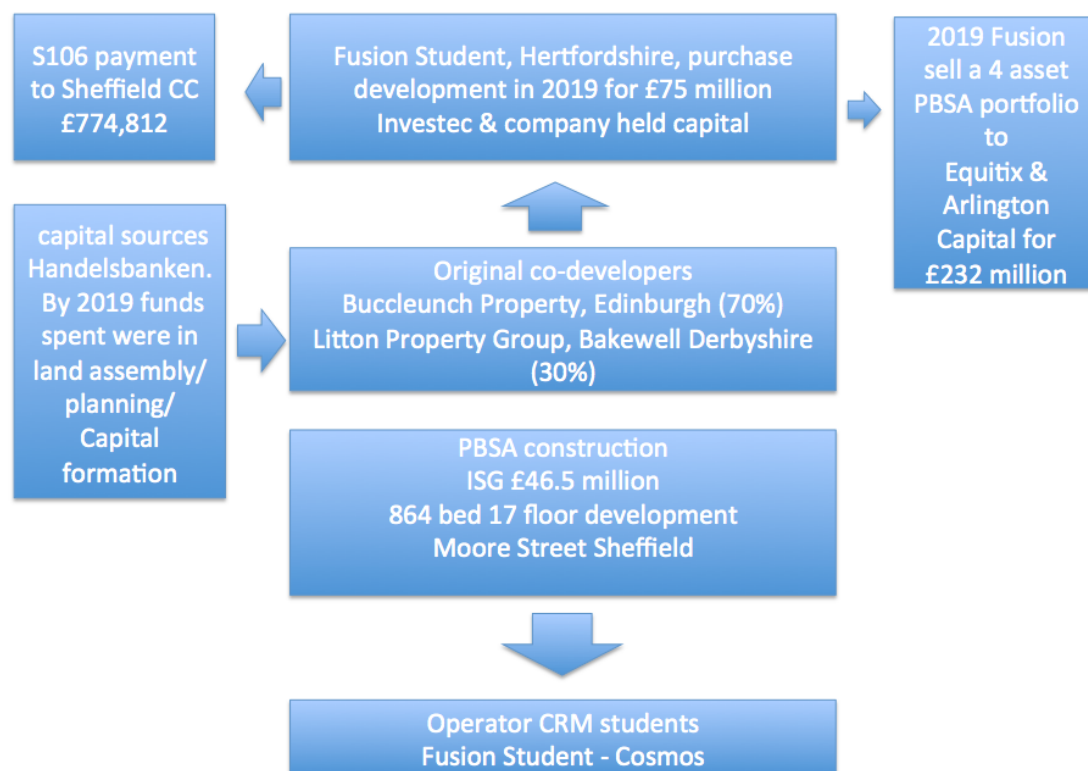 S106 payment
to Sheffield CC
£774,812
Fusion Student, Hertfordshire, purchase
development in 2019 for £75 million
Investec & company held capital
2019 Fusion
sell a 4 asset
PBSA portfolio
to
Equitix &
Arlington
Capital for
£232 million
capital sources
Handelsbanken.
By 2019 funds
spent were in
land assembly/
planning/
Capital
formation
Original co-developers
Buccleunch Property, Edinburgh (70%)
Litton Property Group, Bakewell Derbyshire
(30%)
PBSA construction
ISG £46.5 million
864 bed 17 floor development
Moore Street Sheffield
Operator CRM students
Fusion Student - Cosmos